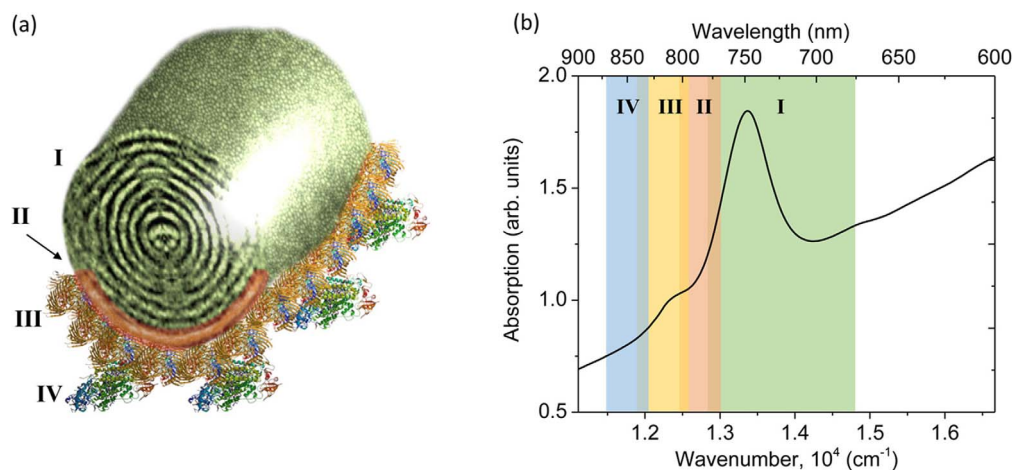 (a)
I
II
III
IV
(b)
Wavelength (nm)
900 850 800 750 700 650 600
2.0
1.5
1.0
0.5
Absorption (arb. units)
IV III II I
1.2 1.3 1.4 1.5 1.6
Wavenumber, 10⁴ (cm⁻¹)